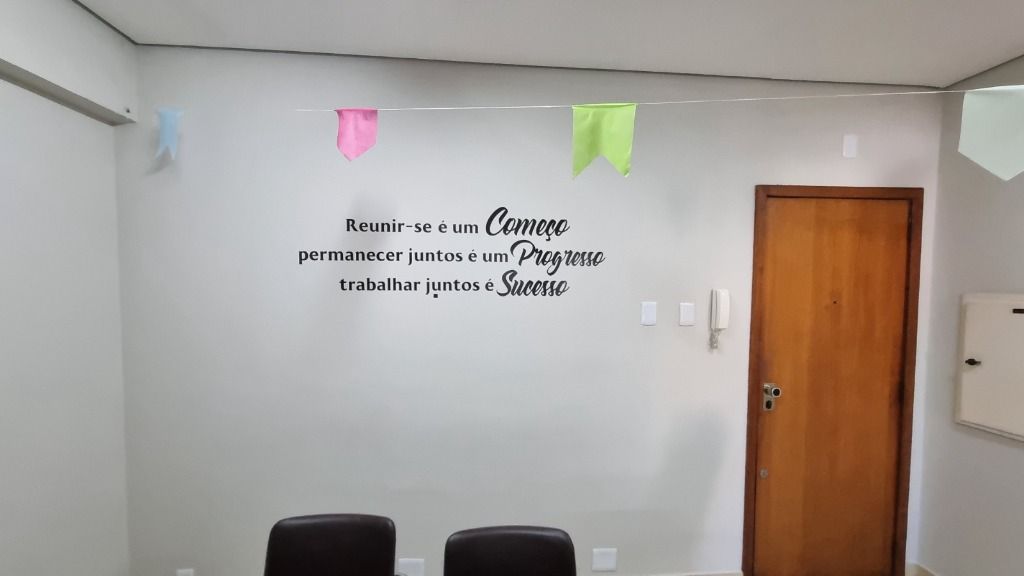 Reunir-se é um Começo
permanecer juntos é um Progresso
trabalhar juntos é Sucesso